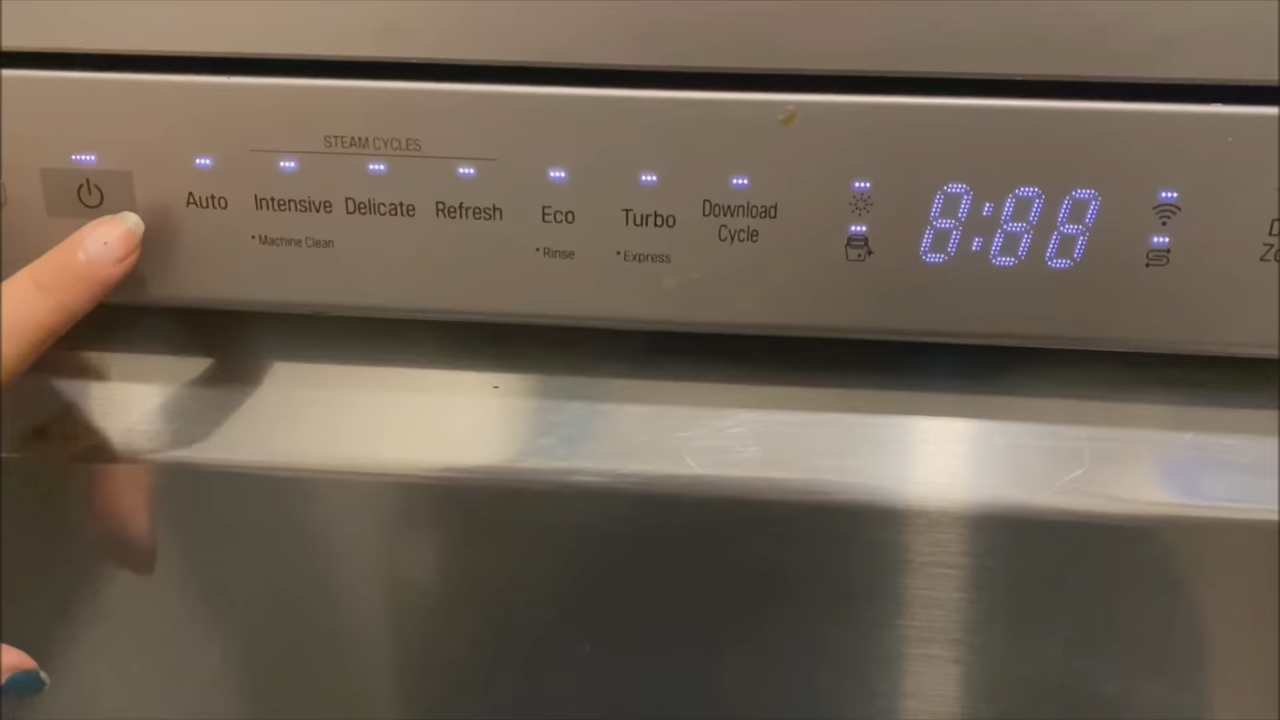 STEAM CYCLES
Auto Intensive Delicate Refresh Eco Turbo Download Cycle
* Machine Clean * Rinse * Express
8:88